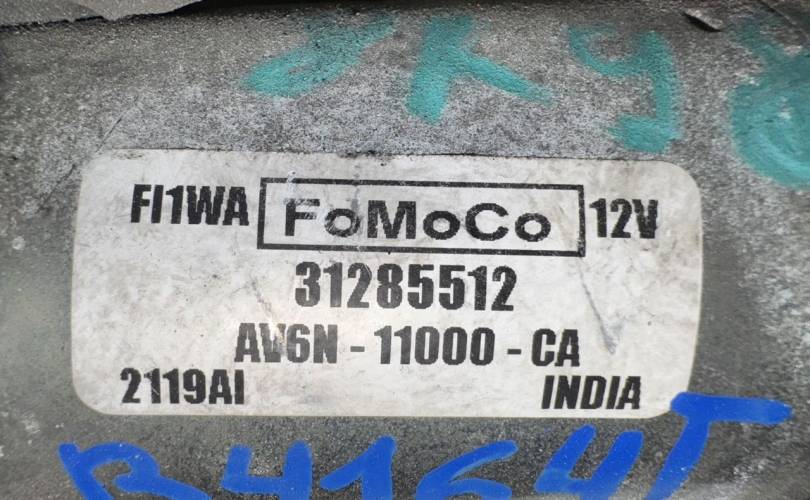 FI1WA FoMoCo 12V
31285512
AV6N - 11000 - CA
2119AI INDIA
B4164T